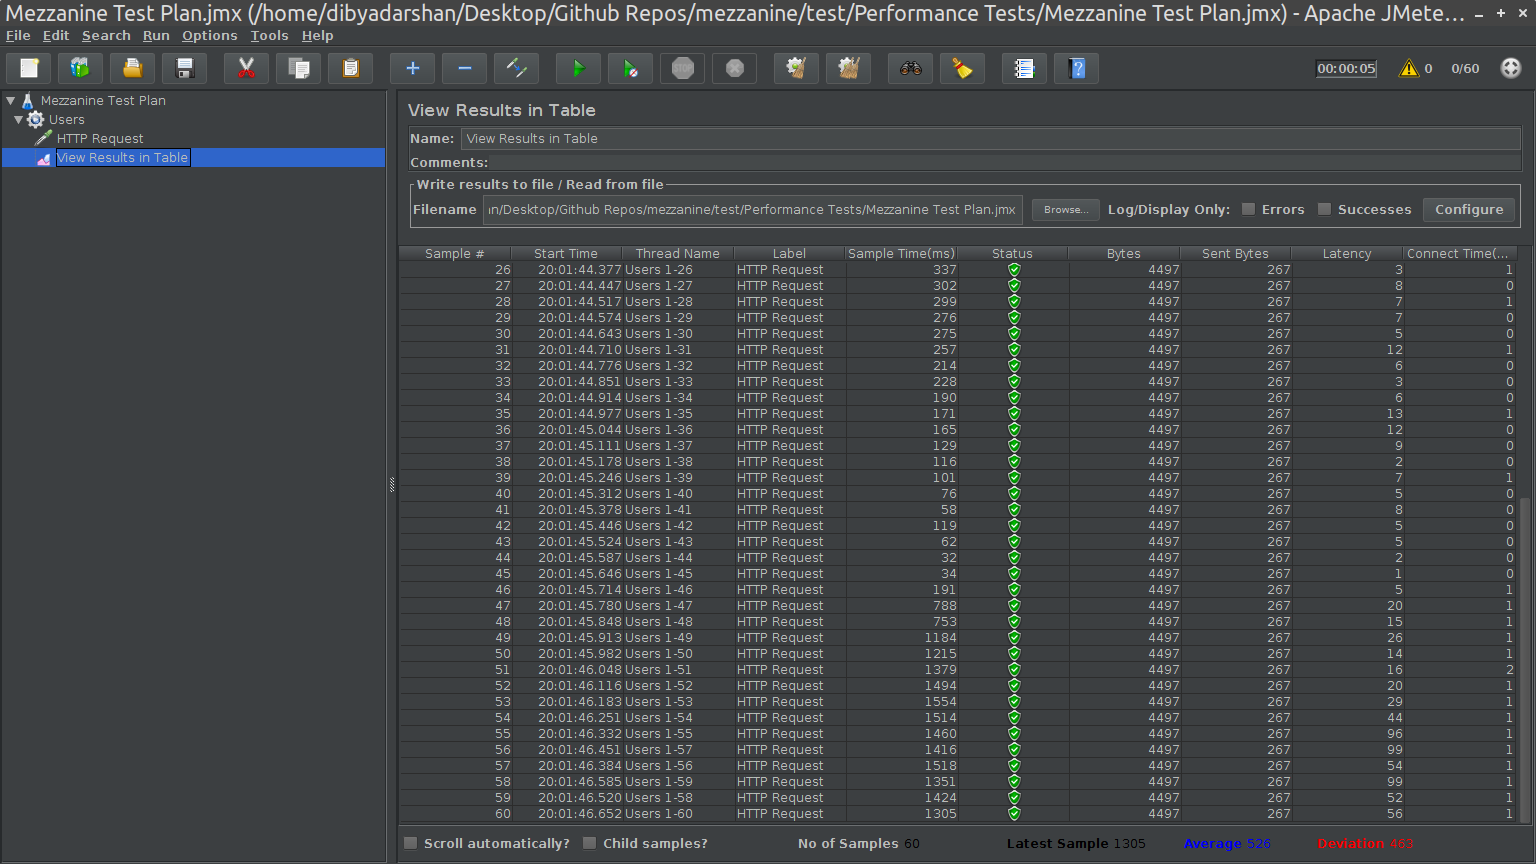 Mezzanine Test Plan.jmx (/home/dibyadarshan/Desktop/Github Repos/mezzanine/test/Performance Tests/Mezzanine Test Plan.jmx) - Apache JMete...
File Edit Search Run Options Tools Help
STOP 00:00:05 0 0/60
Mezzanine Test Plan
Users
HTTP Request
View Results in Table
View Results in Table
Name: View Results in Table
Comments:
Write results to file / Read from file
Filename ın/Desktop/Github Repos/mezzanine/test/Performance Tests/Mezzanine Test Plan.jmx Browse... Log/Display Only: Errors Successes Configure
Sample # Start Time Thread Name Label Sample Time(ms) Status Bytes Sent Bytes Latency Connect Time(...
26 20:01:44.377 Users 1-26 HTTP Request 337 4497 267 3 1
27 20:01:44.447 Users 1-27 HTTP Request 302 4497 267 8 0
28 20:01:44.517 Users 1-28 HTTP Request 299 4497 267 7 1
29 20:01:44.574 Users 1-29 HTTP Request 276 4497 267 7 0
30 20:01:44.643 Users 1-30 HTTP Request 275 4497 267 5 0
31 20:01:44.710 Users 1-31 HTTP Request 257 4497 267 12 1
32 20:01:44.776 Users 1-32 HTTP Request 214 4497 267 6 0
33 20:01:44.851 Users 1-33 HTTP Request 228 4497 267 3 0
34 20:01:44.914 Users 1-34 HTTP Request 190 4497 267 6 0
35 20:01:44.977 Users 1-35 HTTP Request 171 4497 267 13 1
36 20:01:45.044 Users 1-36 HTTP Request 165 4497 267 12 0
37 20:01:45.111 Users 1-37 HTTP Request 129 4497 267 9 0
38 20:01:45.178 Users 1-38 HTTP Request 116 4497 267 2 0
39 20:01:45.246 Users 1-39 HTTP Request 101 4497 267 7 1
40 20:01:45.312 Users 1-40 HTTP Request 76 4497 267 5 0
41 20:01:45.378 Users 1-41 HTTP Request 58 4497 267 8 0
42 20:01:45.446 Users 1-42 HTTP Request 119 4497 267 5 0
43 20:01:45.524 Users 1-43 HTTP Request 62 4497 267 5 0
44 20:01:45.587 Users 1-44 HTTP Request 32 4497 267 2 0
45 20:01:45.646 Users 1-45 HTTP Request 34 4497 267 1 0
46 20:01:45.714 Users 1-46 HTTP Request 191 4497 267 5 1
47 20:01:45.780 Users 1-47 HTTP Request 788 4497 267 20 1
48 20:01:45.848 Users 1-48 HTTP Request 753 4497 267 15 1
49 20:01:45.913 Users 1-49 HTTP Request 1184 4497 267 26 1
50 20:01:45.982 Users 1-50 HTTP Request 1215 4497 267 14 1
51 20:01:46.048 Users 1-51 HTTP Request 1379 4497 267 16 2
52 20:01:46.116 Users 1-52 HTTP Request 1494 4497 267 20 1
53 20:01:46.183 Users 1-53 HTTP Request 1554 4497 267 29 1
54 20:01:46.251 Users 1-54 HTTP Request 1514 4497 267 44 1
55 20:01:46.332 Users 1-55 HTTP Request 1460 4497 267 96 1
56 20:01:46.451 Users 1-57 HTTP Request 1416 4497 267 99 1
57 20:01:46.384 Users 1-56 HTTP Request 1518 4497 267 54 1
58 20:01:46.585 Users 1-59 HTTP Request 1351 4497 267 99 1
59 20:01:46.520 Users 1-58 HTTP Request 1424 4497 267 52 1
60 20:01:46.652 Users 1-60 HTTP Request 1305 4497 267 56 1
Scroll automatically? Child samples? No of Samples 60 Latest Sample 1305 Average 526 Deviation 463